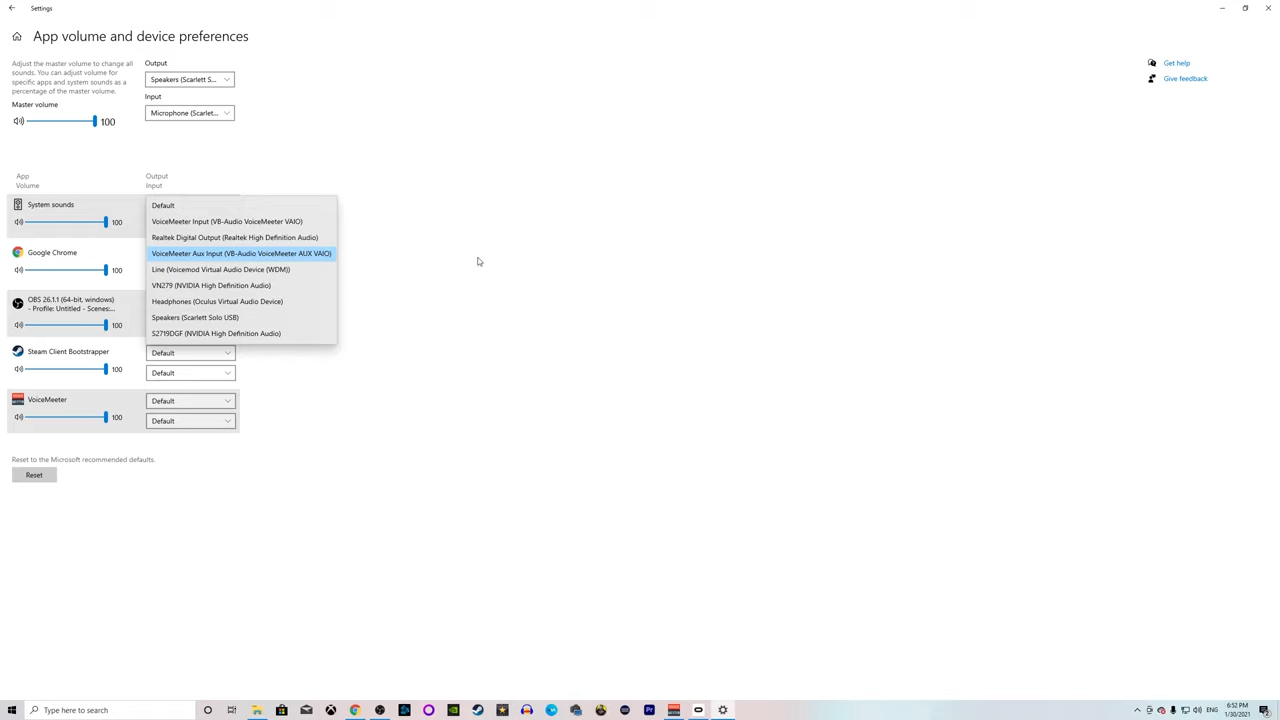 Settings
App volume and device preferences
Adjust the master volume to change all
sounds. You can adjust volume for
specific apps and system sounds as a
percentage of the master volume.
Master volume
100
Output
Speakers (Scarlett S...
Input
Microphone (Scarlet...
Get help
Give feedback
App
Volume
Output
Input
System sounds
100
Google Chrome
100
OBS 26.1.1 (64-bit, windows)
- Profile: Untitled - Scenes:...
100
Default
VoiceMeeter Input (VB-Audio VoiceMeeter VAIO)
Realtek Digital Output (Realtek High Definition Audio)
VoiceMeeter Aux Input (VB-Audio VoiceMeeter AUX VAIO)
Line (Voicemod Virtual Audio Device (WDM))
VN279 (NVIDIA High Definition Audio)
Headphones (Oculus Virtual Audio Device)
Speakers (Scarlett Solo USB)
S2719DGF (NVIDIA High Definition Audio)
Steam Client Bootstrapper
100
Default
Default
VoiceMeeter
100
Default
Default
Reset to the Microsoft recommended defaults.
Reset
Type here to search
ENG
6:52 PM
1/30/2021